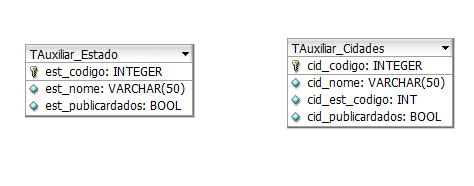 TAuxiliar_Estado
est_codigo: INTEGER
est_nome: VARCHAR(50)
est_publicardados: BOOL
TAuxiliar_Cidades
cid_codigo: INTEGER
cid_nome: VARCHAR(50)
cid_est_codigo: INT
cid_publicardados: BOOL